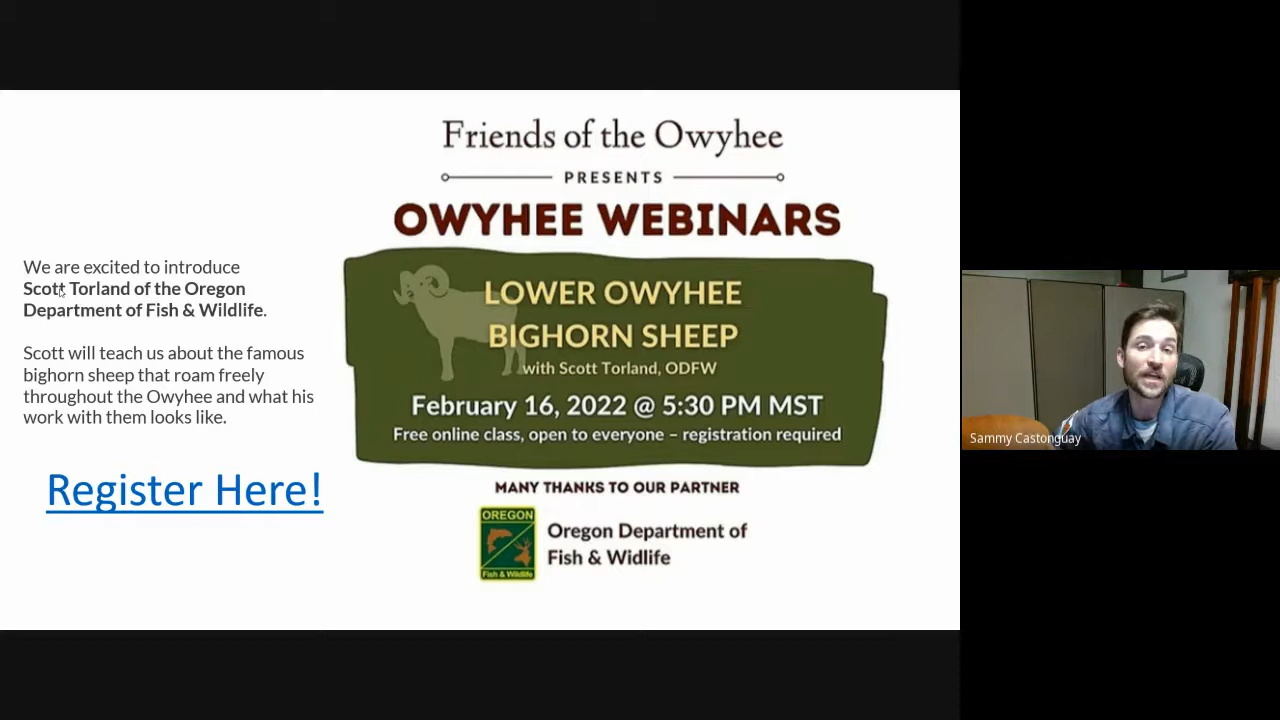 Friends of the Owyhee
PRESENTS
OWYHEE WEBINARS
We are excited to introduce
Scott Torland of the Oregon
Department of Fish & Wildlife.
Scott will teach us about the famous
bighorn sheep that roam freely
throughout the Owyhee and what his
work with them looks like.
Register Here!
LOWER OWYHEE
BIGHORN SHEEP
with Scott Torland, ODFW
February 16, 2022 @ 5:30 PM MST
Free online class, open to everyone – registration required
MANY THANKS TO OUR PARTNER
OREGON
Fish & Wildlife
Oregon Department of
Fish & Widlife
Sammy Castonguay